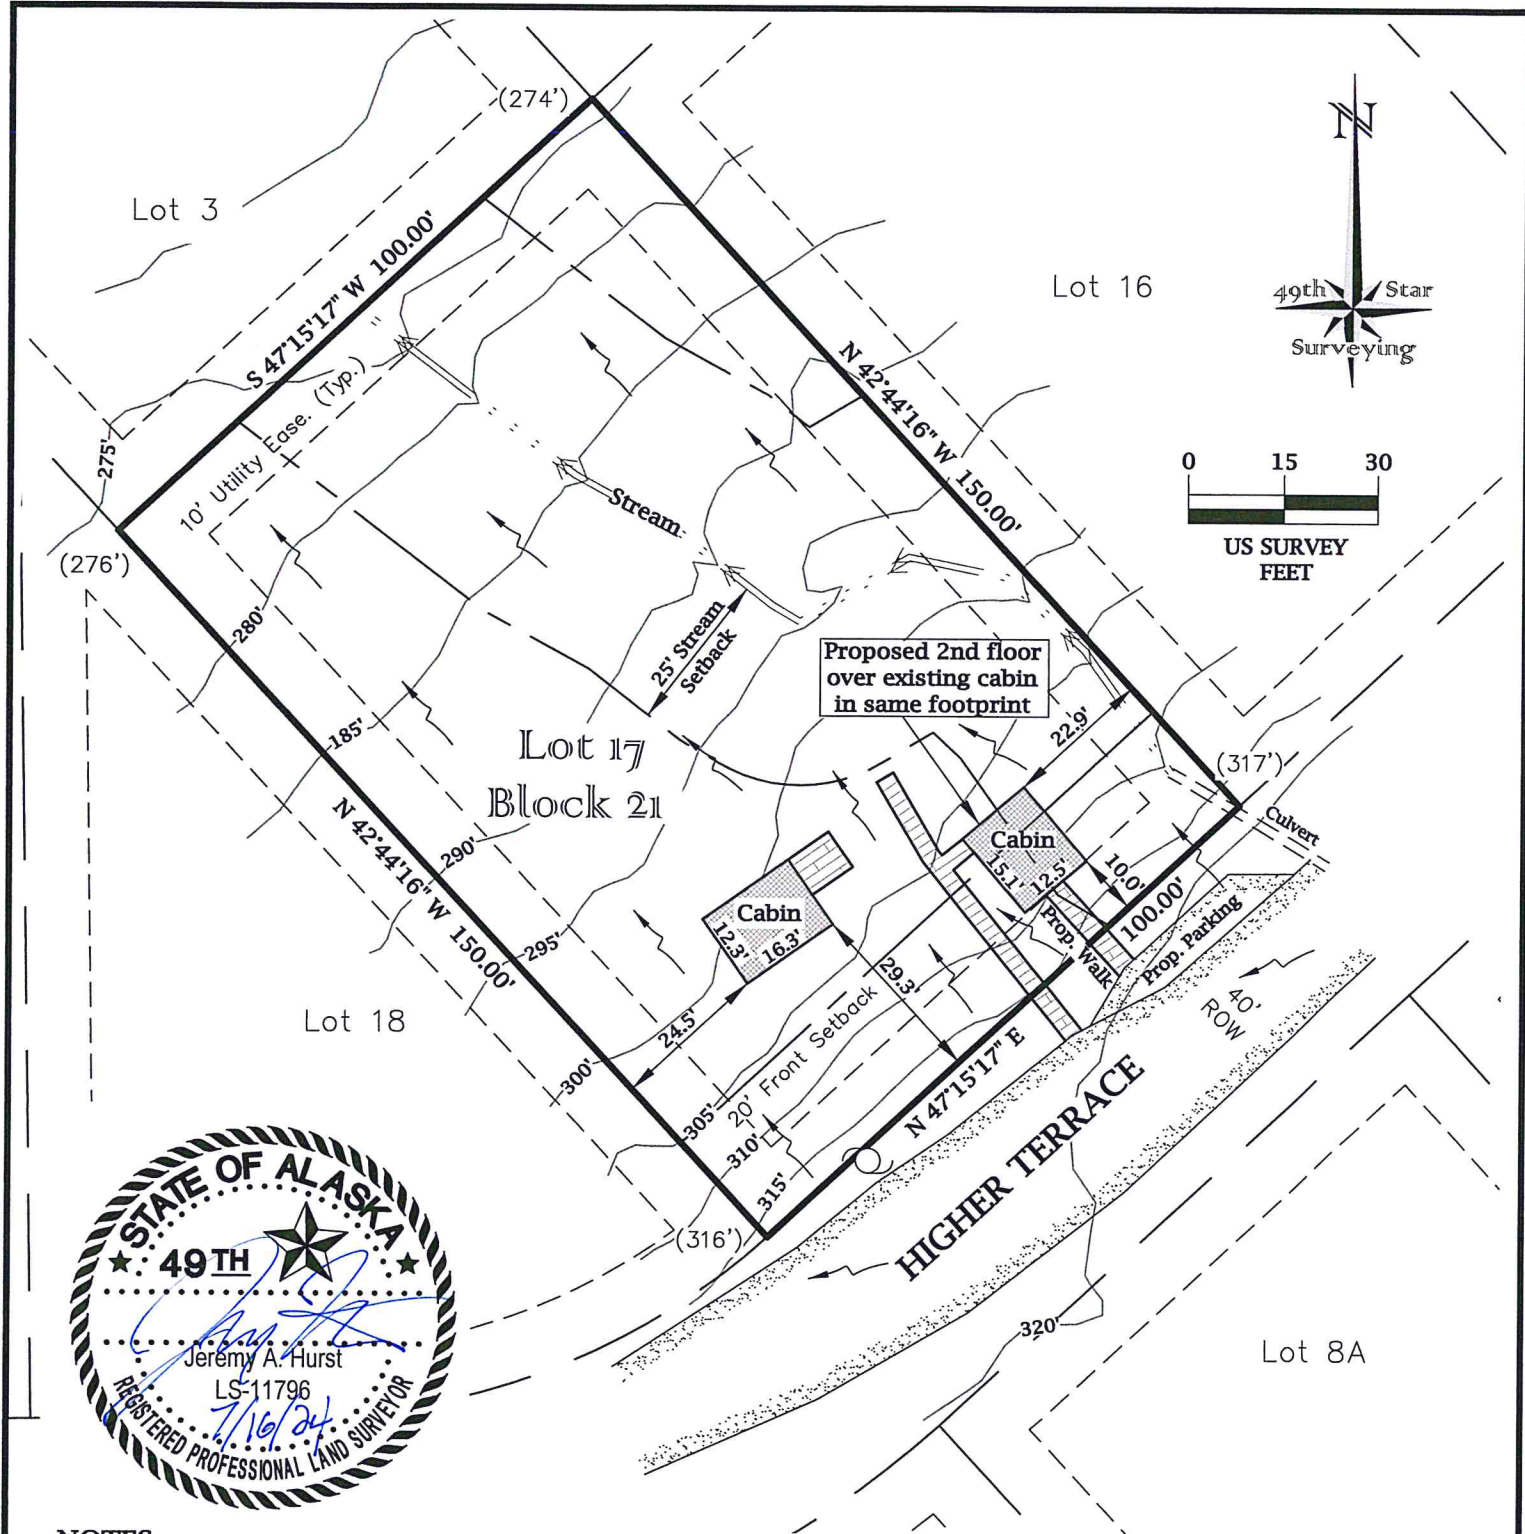 (274')
Lot 3
S 47°15'17" W 100.00'
10' Utility Ease. (Typ.)
275'
(276')
N
49th Star
Surveying
Lot 16
N 42°44'16" W 150.00'
0 15 30
US SURVEY
FEET
Stream
25' Stream
Setback
280'
185'
290'
295'
300'
305'
310'
315'
Proposed 2nd floor
over existing cabin
in same footprint
22.9'
(317')
Culvert
Lot 17
Block 21
N 42°44'16" W 150.00'
Cabin
15.1' 12.5'
10.0'
Cabin
12.3' 16.3'
24.5'
29.3'
20' Front Setback
Prop. Walk
Prop. Parking
N 47°15'17" E 100.00'
40'
ROW
HIGHER TERRACE
Lot 18
(316')
320'
Lot 8A
STATE OF ALASKA
49TH
Jeremy A. Hurst
LS-11796
7/16/24
REGISTERED PROFESSIONAL LAND SURVEYOR
NOTES